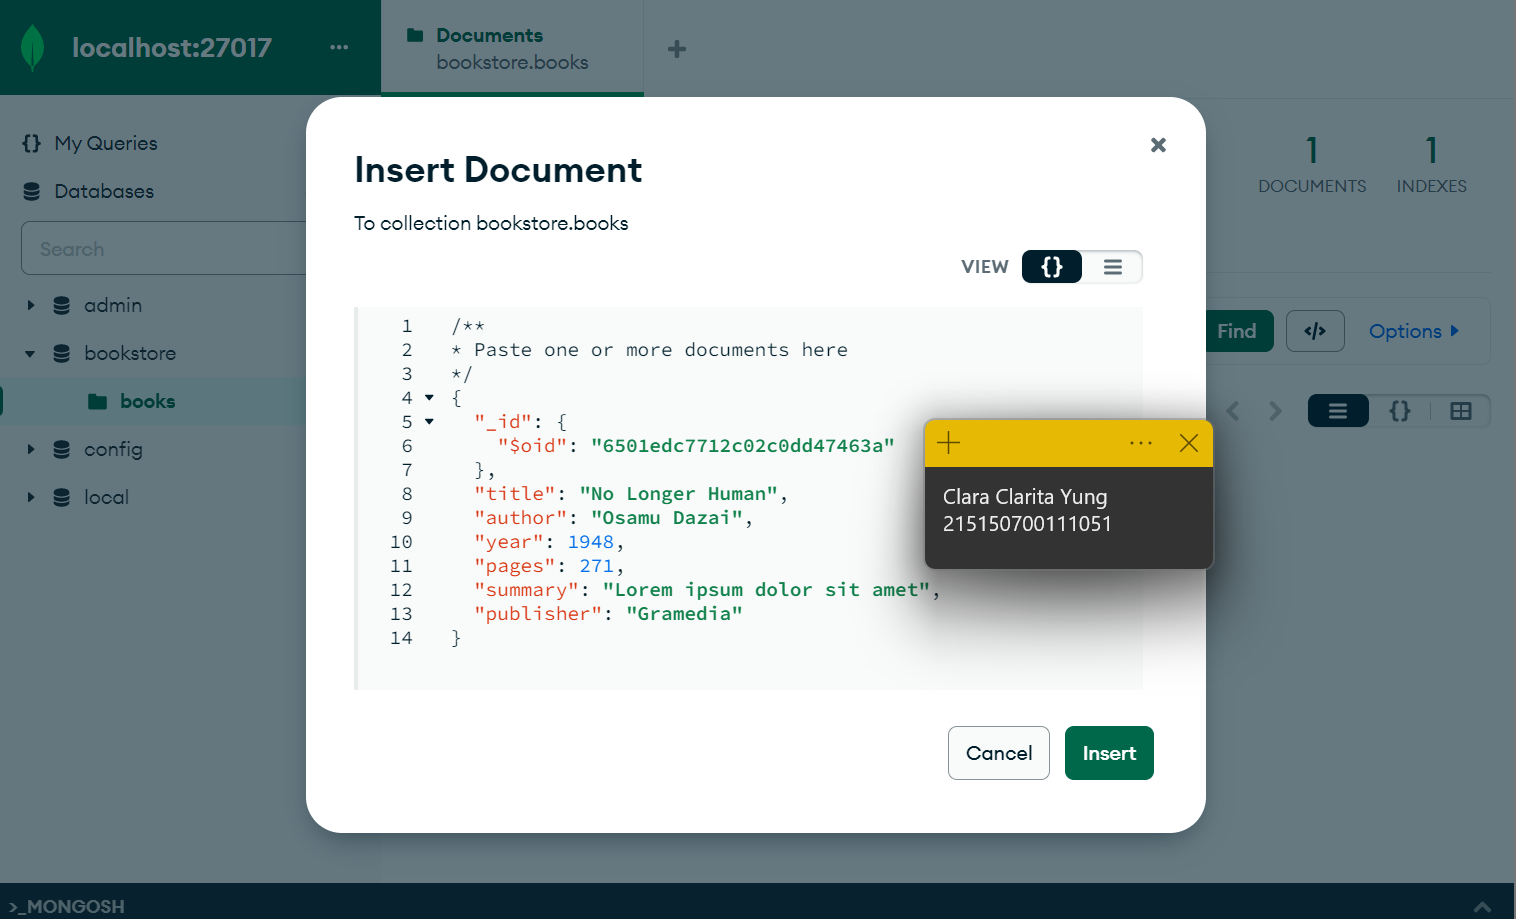 localhost:27017
...
Documents
bookstore.books
+
{} My Queries
Databases
Search
admin
bookstore
books
config
local
1
DOCUMENTS
1
INDEXES
Find
</>
Options
{}
Insert Document
To collection bookstore.books
VIEW {}
1 /**
2 * Paste one or more documents here
3 */
4 {
5 "_id": {
6 "$oid": "6501edc7712c02c0dd47463a"
7 },
8 "title": "No Longer Human",
9 "author": "Osamu Dazai",
10 "year": 1948,
11 "pages": 271,
12 "summary": "Lorem ipsum dolor sit amet",
13 "publisher": "Gramedia"
14 }
Clara Clarita Yung
215150700111051
Cancel
Insert
>_MONGOSH